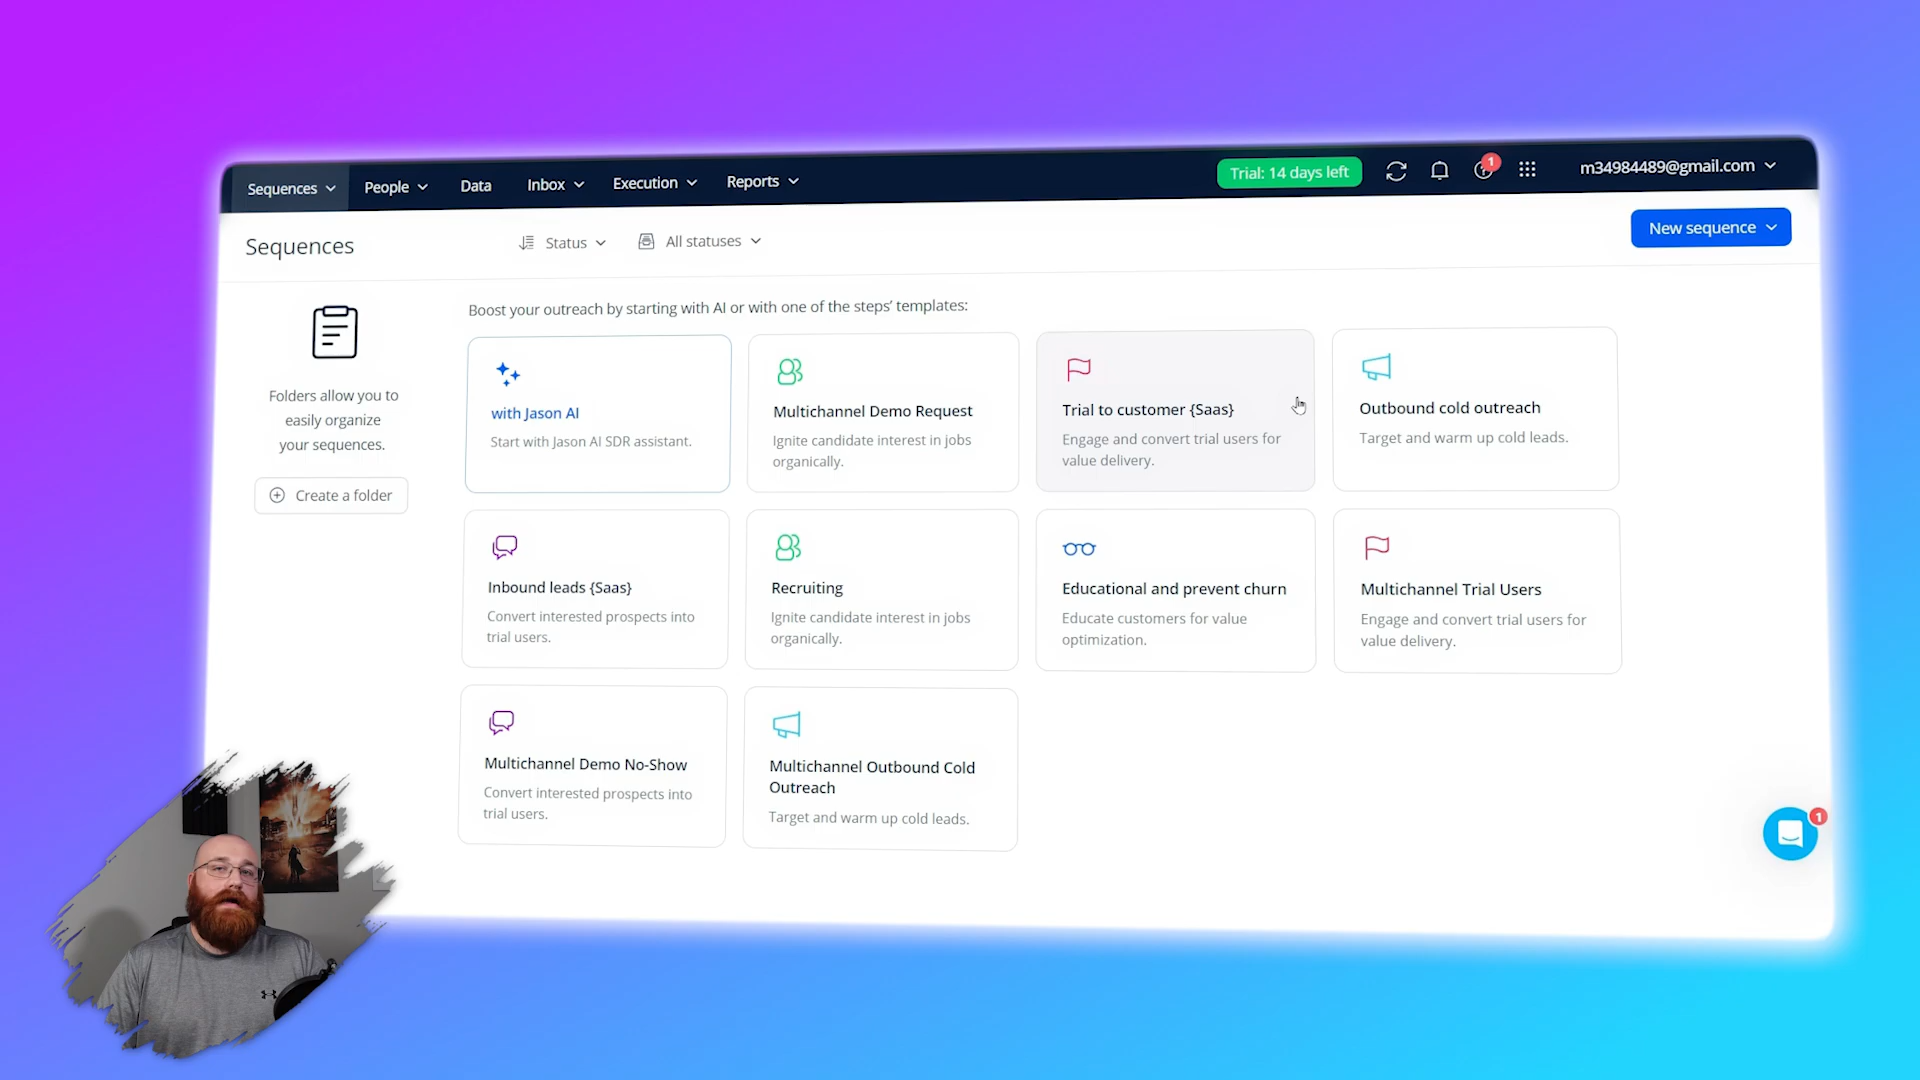 Sequences
People
Data
Inbox
Execution
Reports
Trial: 14 days left
1
m34984489@gmail.com
Sequences
Status
All statuses
New sequence
Folders allow you to
easily organize
your sequences.
Create a folder
Boost your outreach by starting with AI or with one of the steps' templates:
with Jason AI
Start with Jason AI SDR assistant.
Multichannel Demo Request
Ignite candidate interest in jobs
organically.
Trial to customer {Saas}
Engage and convert trial users for
value delivery.
Outbound cold outreach
Target and warm up cold leads.
Inbound leads {Saas}
Convert interested prospects into
trial users.
Recruiting
Ignite candidate interest in jobs
organically.
Educational and prevent churn
Educate customers for value
optimization.
Multichannel Trial Users
Engage and convert trial users for
value delivery.
Multichannel Demo No-Show
Convert interested prospects into
trial users.
Multichannel Outbound Cold
Outreach
Target and warm up cold leads.
1